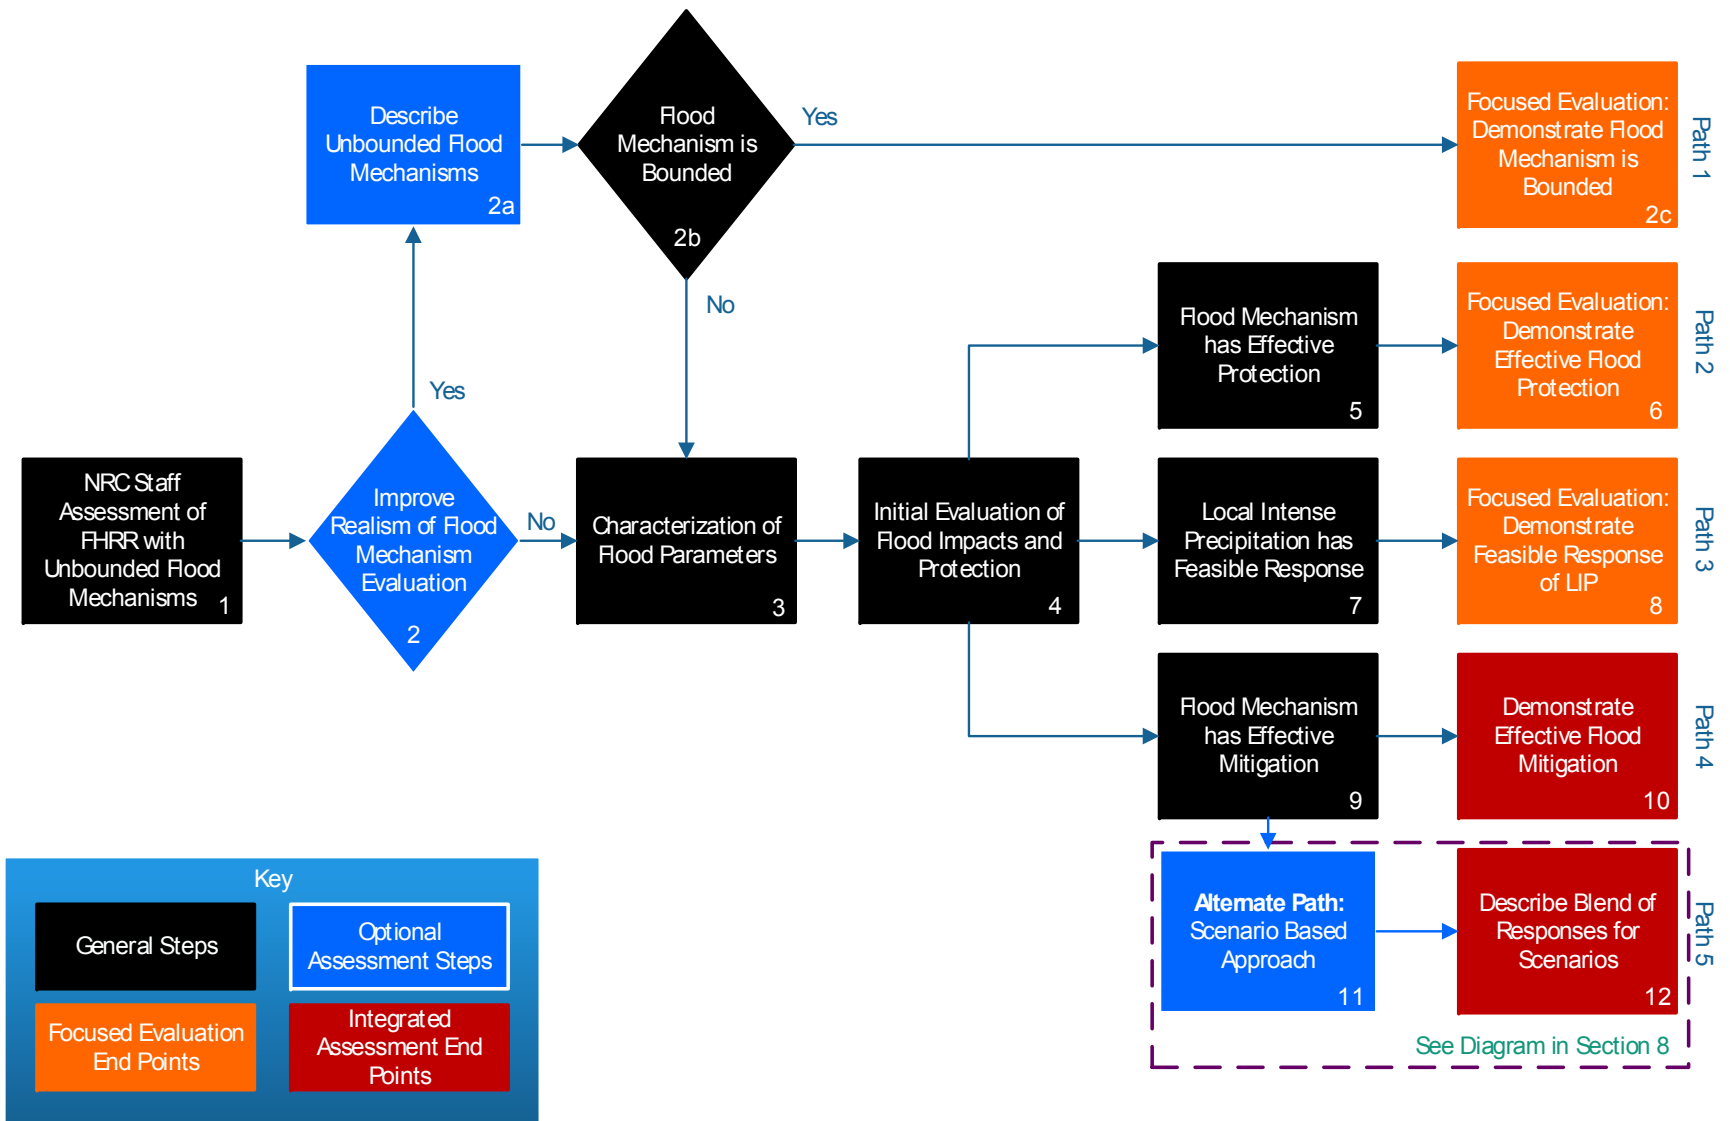 Describe
Unbounded Flood
Mechanisms
2a
Flood
Mechanism is
Bounded
2b
Yes
Focused Evaluation:
Demonstrate Flood
Mechanism is
Bounded
2c
Path 1
No
Yes
Flood Mechanism
has Effective
Protection
5
Focused Evaluation:
Demonstrate
Effective Flood
Protection
6
Path 2
NRC Staff
Assessment of
FHRR with
Unbounded Flood
Mechanisms
1
Improve
Realism of Flood
Mechanism
Evaluation
2
No
Characterization of
Flood Parameters
3
Initial Evaluation of
Flood Impacts and
Protection
4
Local Intense
Precipitation has
Feasible Response
7
Focused Evaluation:
Demonstrate
Feasible Response
of LIP
8
Path 3
Flood Mechanism
has Effective
Mitigation
9
Demonstrate
Effective Flood
Mitigation
10
Path 4
Alternate Path:
Scenario Based
Approach
11
Describe Blend of
Responses for
Scenarios
12
Path 5
See Diagram in Section 8
Key
General Steps
Optional
Assessment Steps
Focused Evaluation
End Points
Integrated
Assessment End
Points